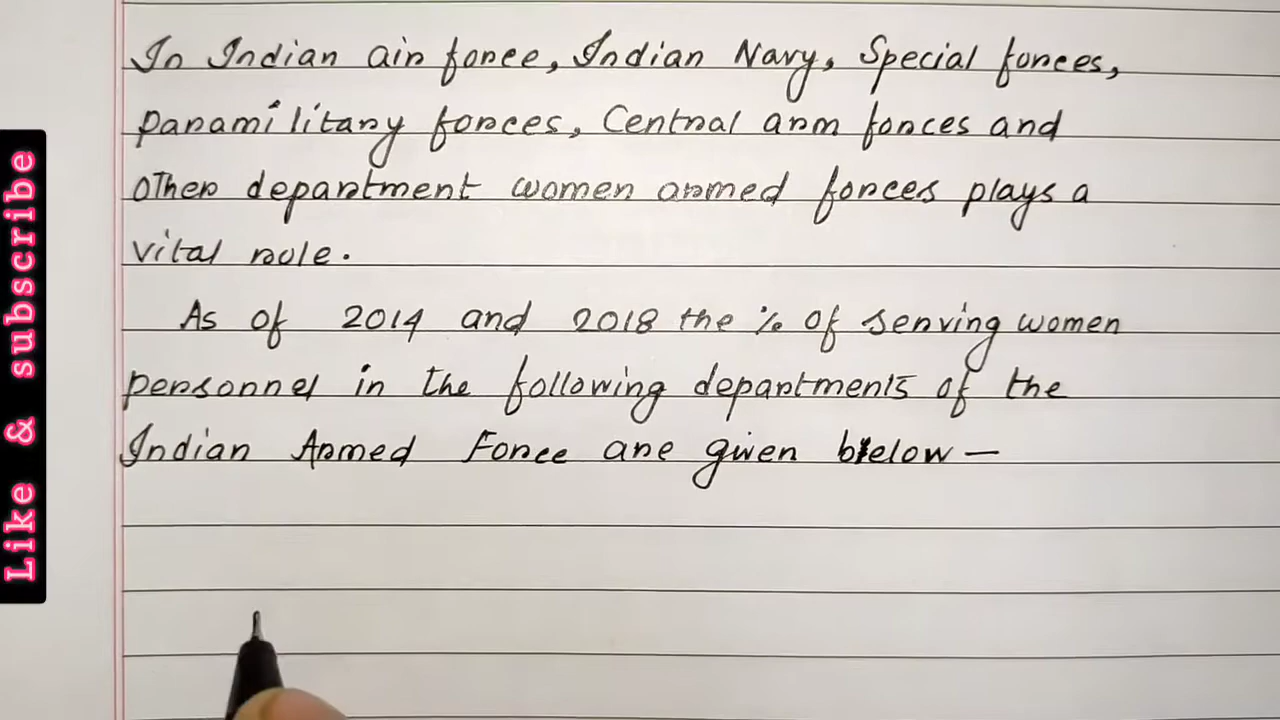 In Indian air force, Indian Navy, Special forces,
paramilitary forces, Central arm forces and
other department women armed forces plays a
vital role.
As of 2014 and 2018 the % of serving women
personnel in the following departments of the
Indian Armed Force are given below —
Like & subscribe